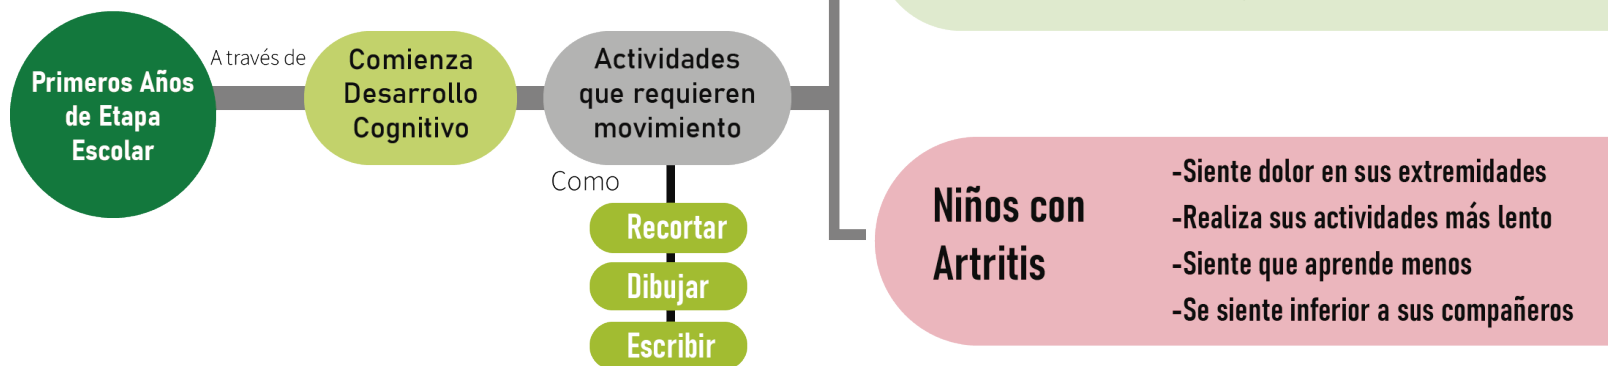 Primeros Años
de Etapa
Escolar
A través de
Comienza
Desarrollo
Cognitivo
Actividades
que requieren
movimiento
Como
Recortar
Dibujar
Escribir
Niños con
Artritis
-Siente dolor en sus extremidades
-Realiza sus actividades más lento
-Siente que aprende menos
-Se siente inferior a sus compañeros